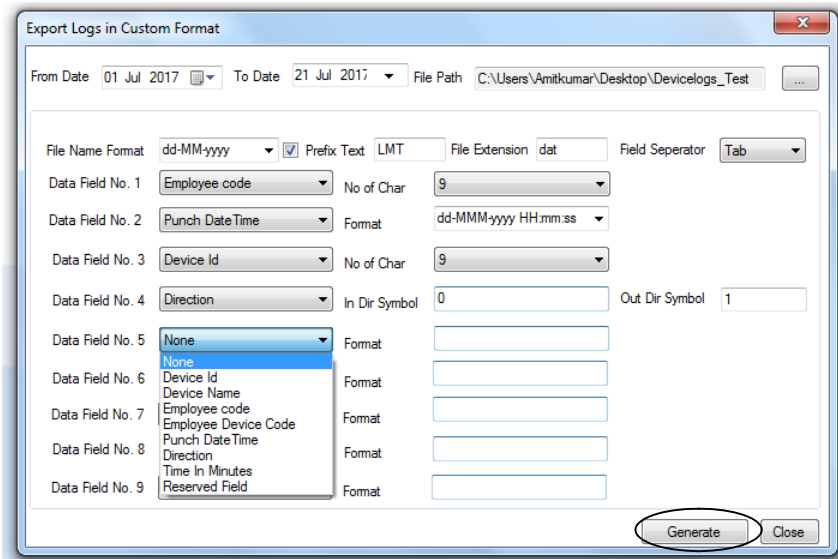 Export Logs in Custom Format
x
From Date 01 Jul 2017 To Date 21 Jul 2017 File Path C:\Users\Amitkumar\Desktop\Devicelogs_Test ...
File Name Format dd-MM-yyyy Prefix Text LMT File Extension dat Field Seperator Tab
Data Field No. 1 Employee code No of Char 9
Data Field No. 2 Punch DateTime Format dd-MMM-yyyy HH:mm:ss
Data Field No. 3 Device Id No of Char 9
Data Field No. 4 Direction In Dir Symbol 0 Out Dir Symbol 1
Data Field No. 5 None Format
None
Device Id
Data Field No. 6 Format
Device Name
Employee code
Data Field No. 7 Format
Employee Device Code
Punch DateTime
Direction
Data Field No. 8 Format
Time In Minutes
Reserved Field
Data Field No. 9 Format
Generate Close